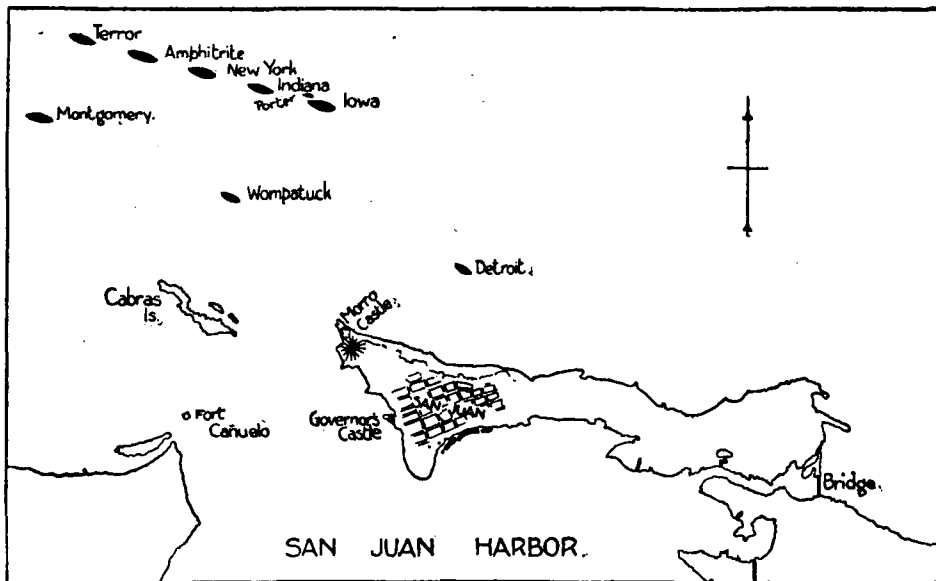 Terror
Amphitrite
New York
Indiana
Porter
Iowa
Montgomery.
Wompatuck
Detroit.
Cabras
Is.
Morro
Castle.
SAN JUAN
Governor's
Castle
Fort
Cañuelo
Bridge.
SAN JUAN HARBOR.